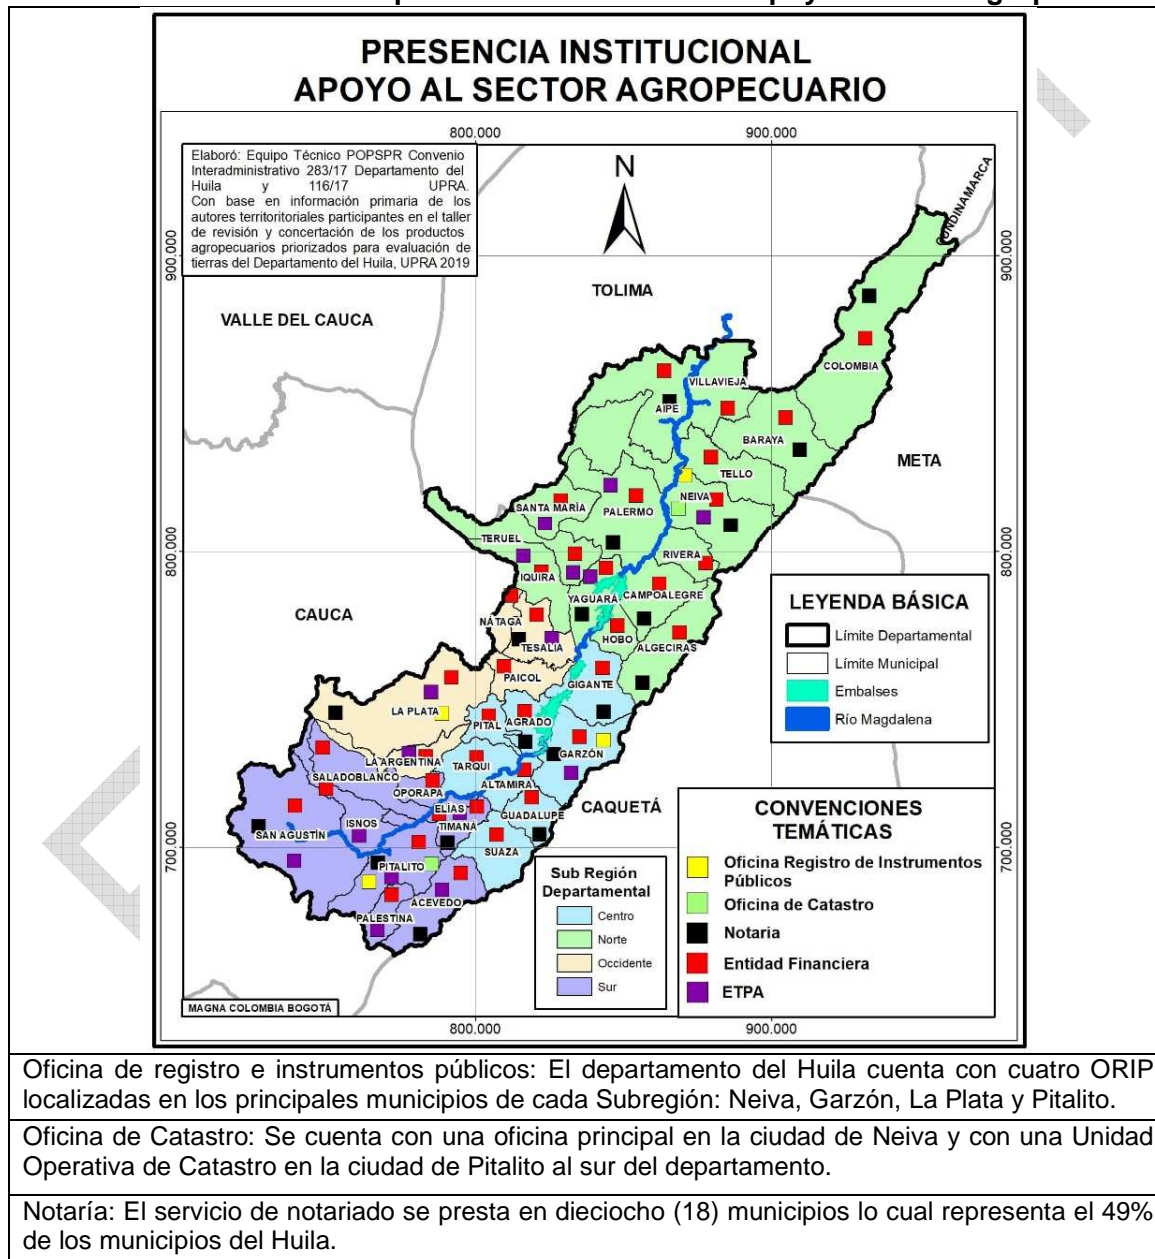 PRESENCIA INSTITUCIONAL
APOYO AL SECTOR AGROPECUARIO
800.000
900.000
Elaboró: Equipo Técnico POPSPR Convenio
Interadministrativo 283/17 Departamento del
Huila y 116/17 UPRA.
Con base en información primaria de los
autores territoritoriales participantes en el taller
de revisión y concertación de los productos
agropecuarios priorizados para evaluación de
tierras del Departamento del Huila, UPRA 2019
N
CUNDINAMARCA
900.000
900.000
TOLIMA
VALLE DEL CAUCA
COLOMBIA
VILLAVIEJA
AIPE
BARAYA
META
TELLO
NEIVA
SANTA MARÍA
PALERMO
TERUEL
RIVERA
800.000
800.000
IQUIRA
YAGUARÁ
CAMPOALEGRE
CAUCA
NÁTAGA
TESALIA
HOBO
ALGECIRAS
PAICOL
GIGANTE
LA PLATA
PITAL
AGRADO
GARZÓN
LA ARGENTINA
TARQUI
SALADOBLANCO
OPORAPA
ALTAMIRA
ELÍAS
GUADALUPE
CAQUETÁ
ISNOS
TIMANÁ
SAN AGUSTÍN
SUAZA
PITALITO
700.000
700.000
ACEVEDO
PALESTINA
LEYENDA BÁSICA
Límite Departamental
Límite Municipal
Embalses
Río Magdalena
CONVENCIONES
TEMÁTICAS
Oficina Registro de Instrumentos
Públicos
Oficina de Catastro
Notaria
Entidad Financiera
ETPA
Sub Región
Departamental
Centro
Norte
Occidente
Sur
MAGNA COLOMBIA BOGOTÁ
800.000
900.000
Oficina de registro e instrumentos públicos: El departamento del Huila cuenta con cuatro ORIP
localizadas en los principales municipios de cada Subregión: Neiva, Garzón, La Plata y Pitalito.
Oficina de Catastro: Se cuenta con una oficina principal en la ciudad de Neiva y con una Unidad
Operativa de Catastro en la ciudad de Pitalito al sur del departamento.
Notaría: El servicio de notariado se presta en dieciocho (18) municipios lo cual representa el 49%
de los municipios del Huila.